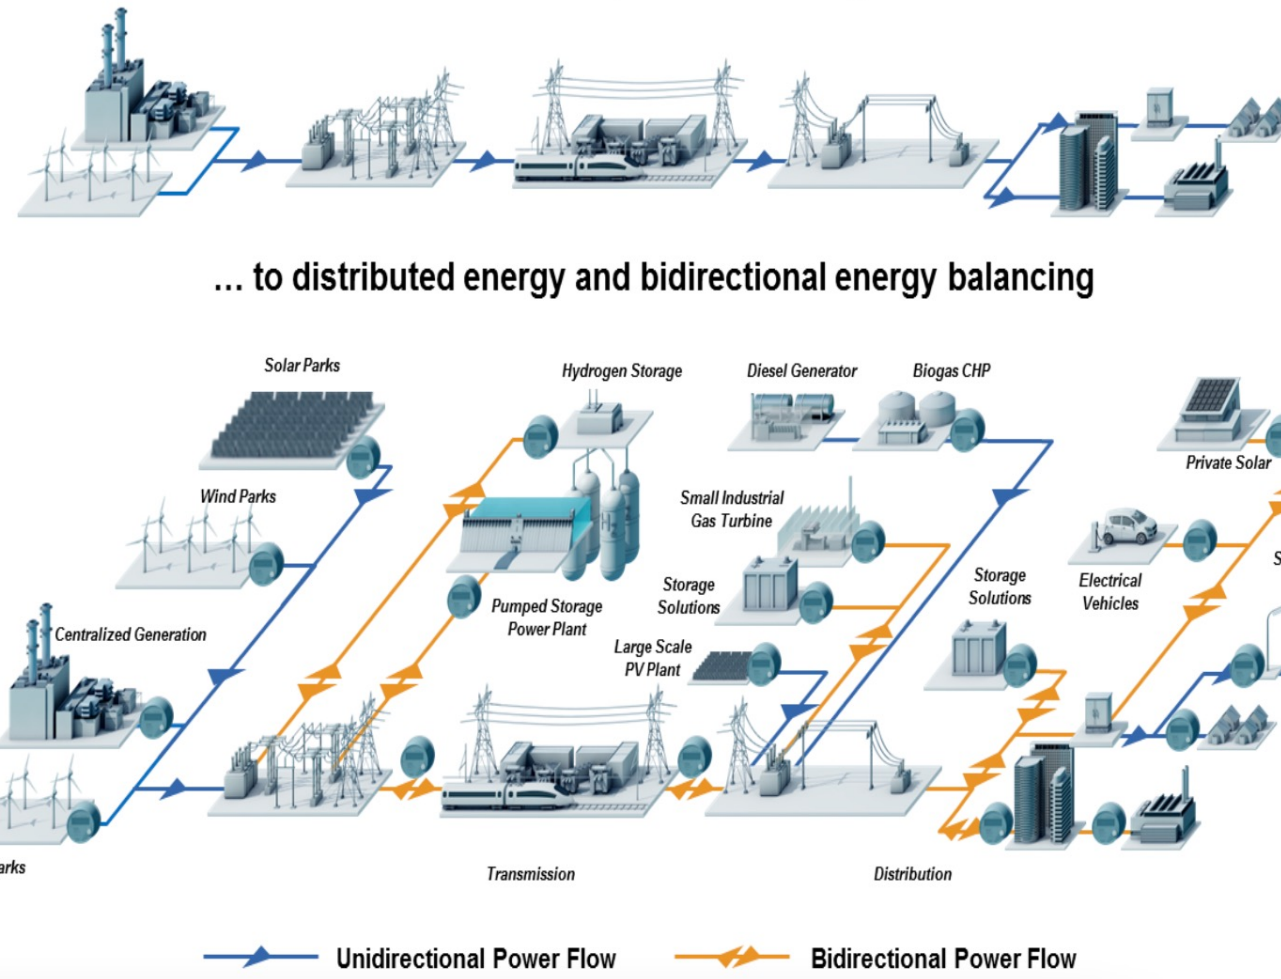 ... to distributed energy and bidirectional energy balancing
Solar Parks
Hydrogen Storage
Diesel Generator
Biogas CHP
Private Solar
Wind Parks
Small Industrial
Gas Turbine
Storage
Solutions
Electrical
Vehicles
Storage
Solutions
Pumped Storage
Power Plant
Centralized Generation
Large Scale
PV Plant
arks
Transmission
Distribution
Unidirectional Power Flow
Bidirectional Power Flow